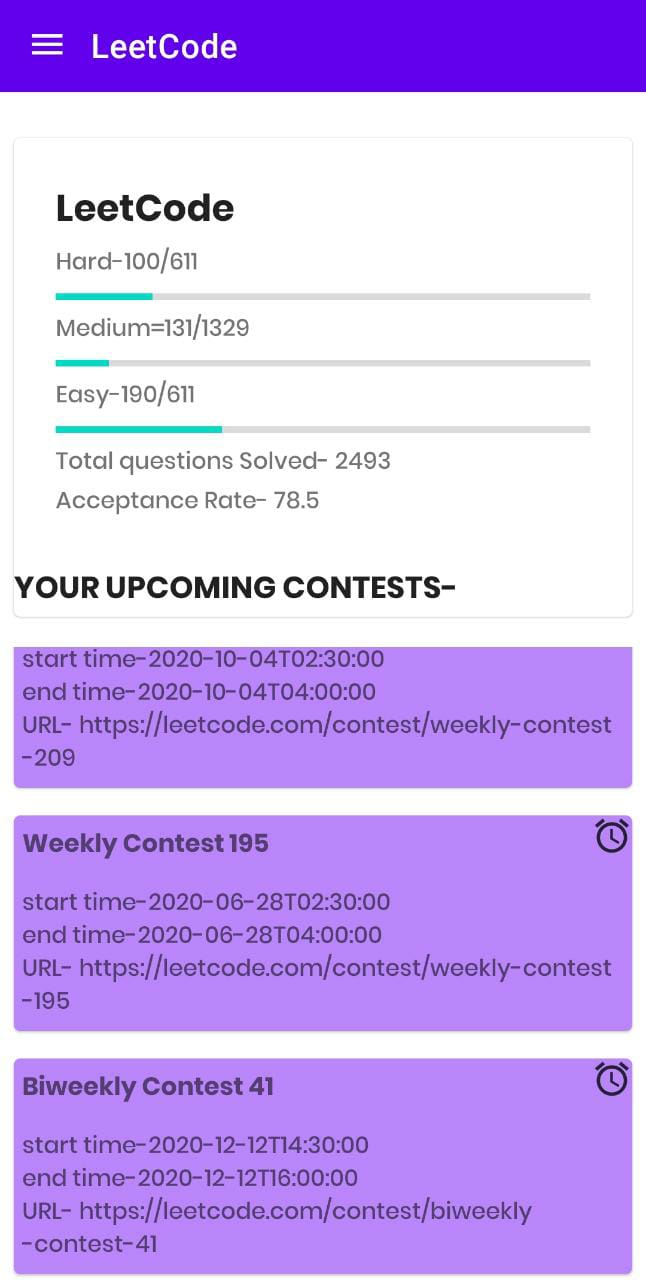 LeetCode
LeetCode
Hard-100/611
Medium=131/1329
Easy-190/611
Total questions Solved- 2493
Acceptance Rate- 78.5
YOUR UPCOMING CONTESTS-
start time-2020-10-04T02:30:00
end time-2020-10-04T04:00:00
URL- https://leetcode.com/contest/weekly-contest
-209
Weekly Contest 195
start time-2020-06-28T02:30:00
end time-2020-06-28T04:00:00
URL- https://leetcode.com/contest/weekly-contest
-195
Biweekly Contest 41
start time-2020-12-12T14:30:00
end time-2020-12-12T16:00:00
URL- https://leetcode.com/contest/biweekly
-contest-41